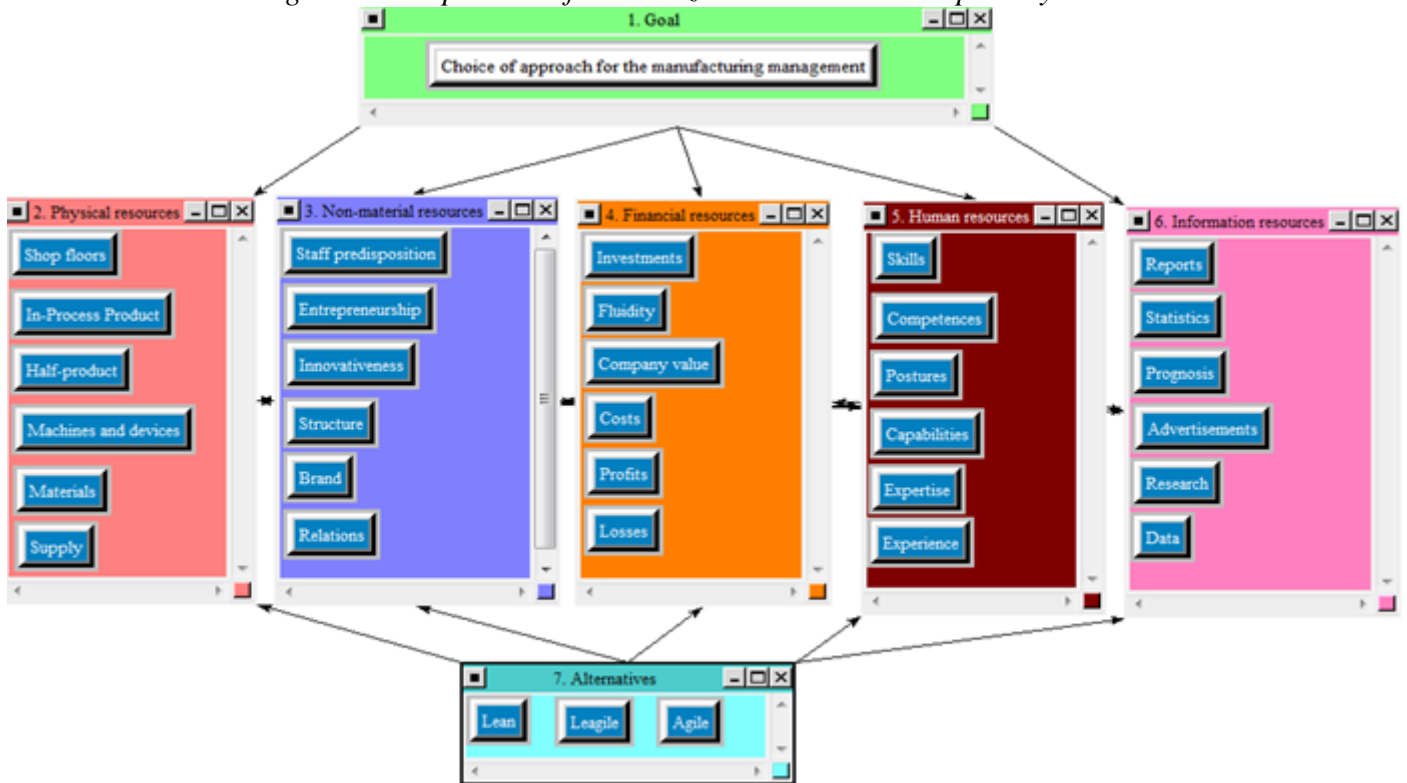 1. Goal
Choice of approach for the manufacturing management
2. Physical resources
Shop floors
In-Process Product
Half-product
Machines and devices
Materials
Supply
3. Non-material resources
Staff predisposition
Entrepreneurship
Innovativeness
Structure
Brand
Relations
4. Financial resources
Investments
Fluidity
Company value
Costs
Profits
Losses
5. Human resources
Skills
Competences
Postures
Capabilities
Expertise
Experience
6. Information resources
Reports
Statistics
Prognosis
Advertisements
Research
Data
7. Alternatives
Lean
Leagile
Agile